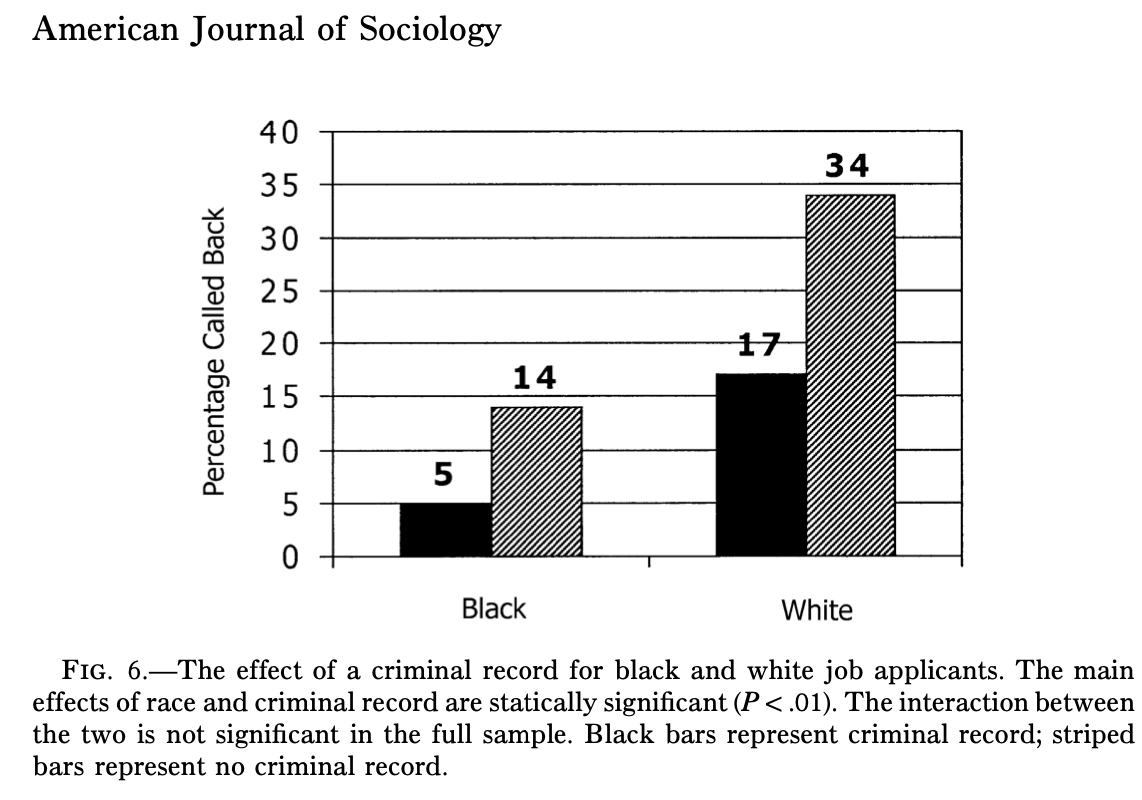 American Journal of Sociology
40
34
35
Percentage Called Back
30
25
20
17
14
15
10
5
5
0
Black
White
FIG. 6.—The effect of a criminal record for black and white job applicants. The main
effects of race and criminal record are statically significant (P < .01). The interaction between
the two is not significant in the full sample. Black bars represent criminal record; striped
bars represent no criminal record.